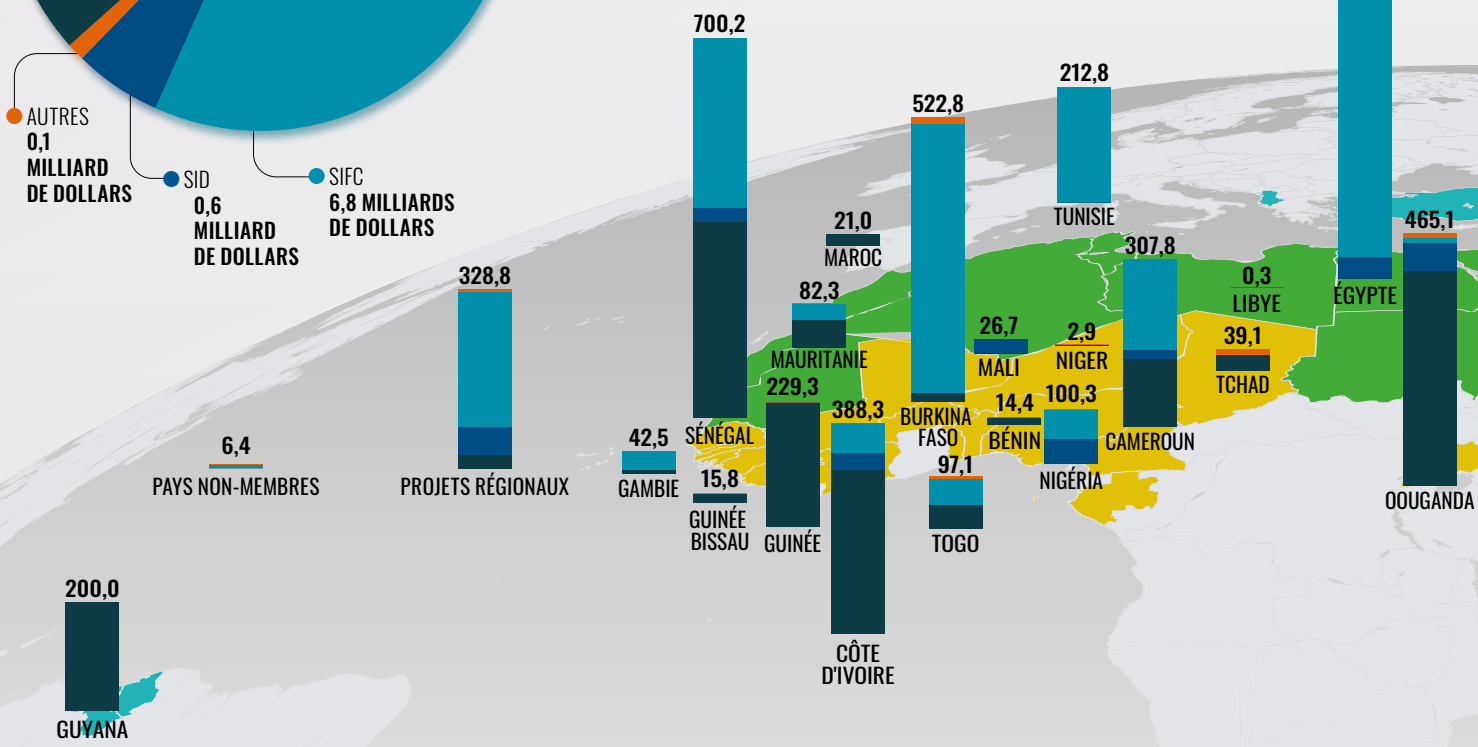 AUTRES
0,1
MILLIARD
DE DOLLARS
SID
0,6
MILLIARD
DE DOLLARS
SIFC
6,8 MILLIARDS
DE DOLLARS
700,2
SÉNÉGAL
522,8
BURKINA
FASO
212,8
TUNISIE
21,0
MAROC
307,8
CAMEROUN
0,3
LIBYE
ÉGYPTE
465,1
OOUGANDA
328,8
PROJETS RÉGIONAUX
82,3
MAURITANIE
26,7
MALI
2,9
NIGER
39,1
TCHAD
229,3
GUINÉE
388,3
CÔTE
D'IVOIRE
14,4
BÉNIN
100,3
NIGÉRIA
6,4
PAYS NON-MEMBRES
42,5
GAMBIE
15,8
GUINÉE
BISSAU
97,1
TOGO
200,0
GUYANA